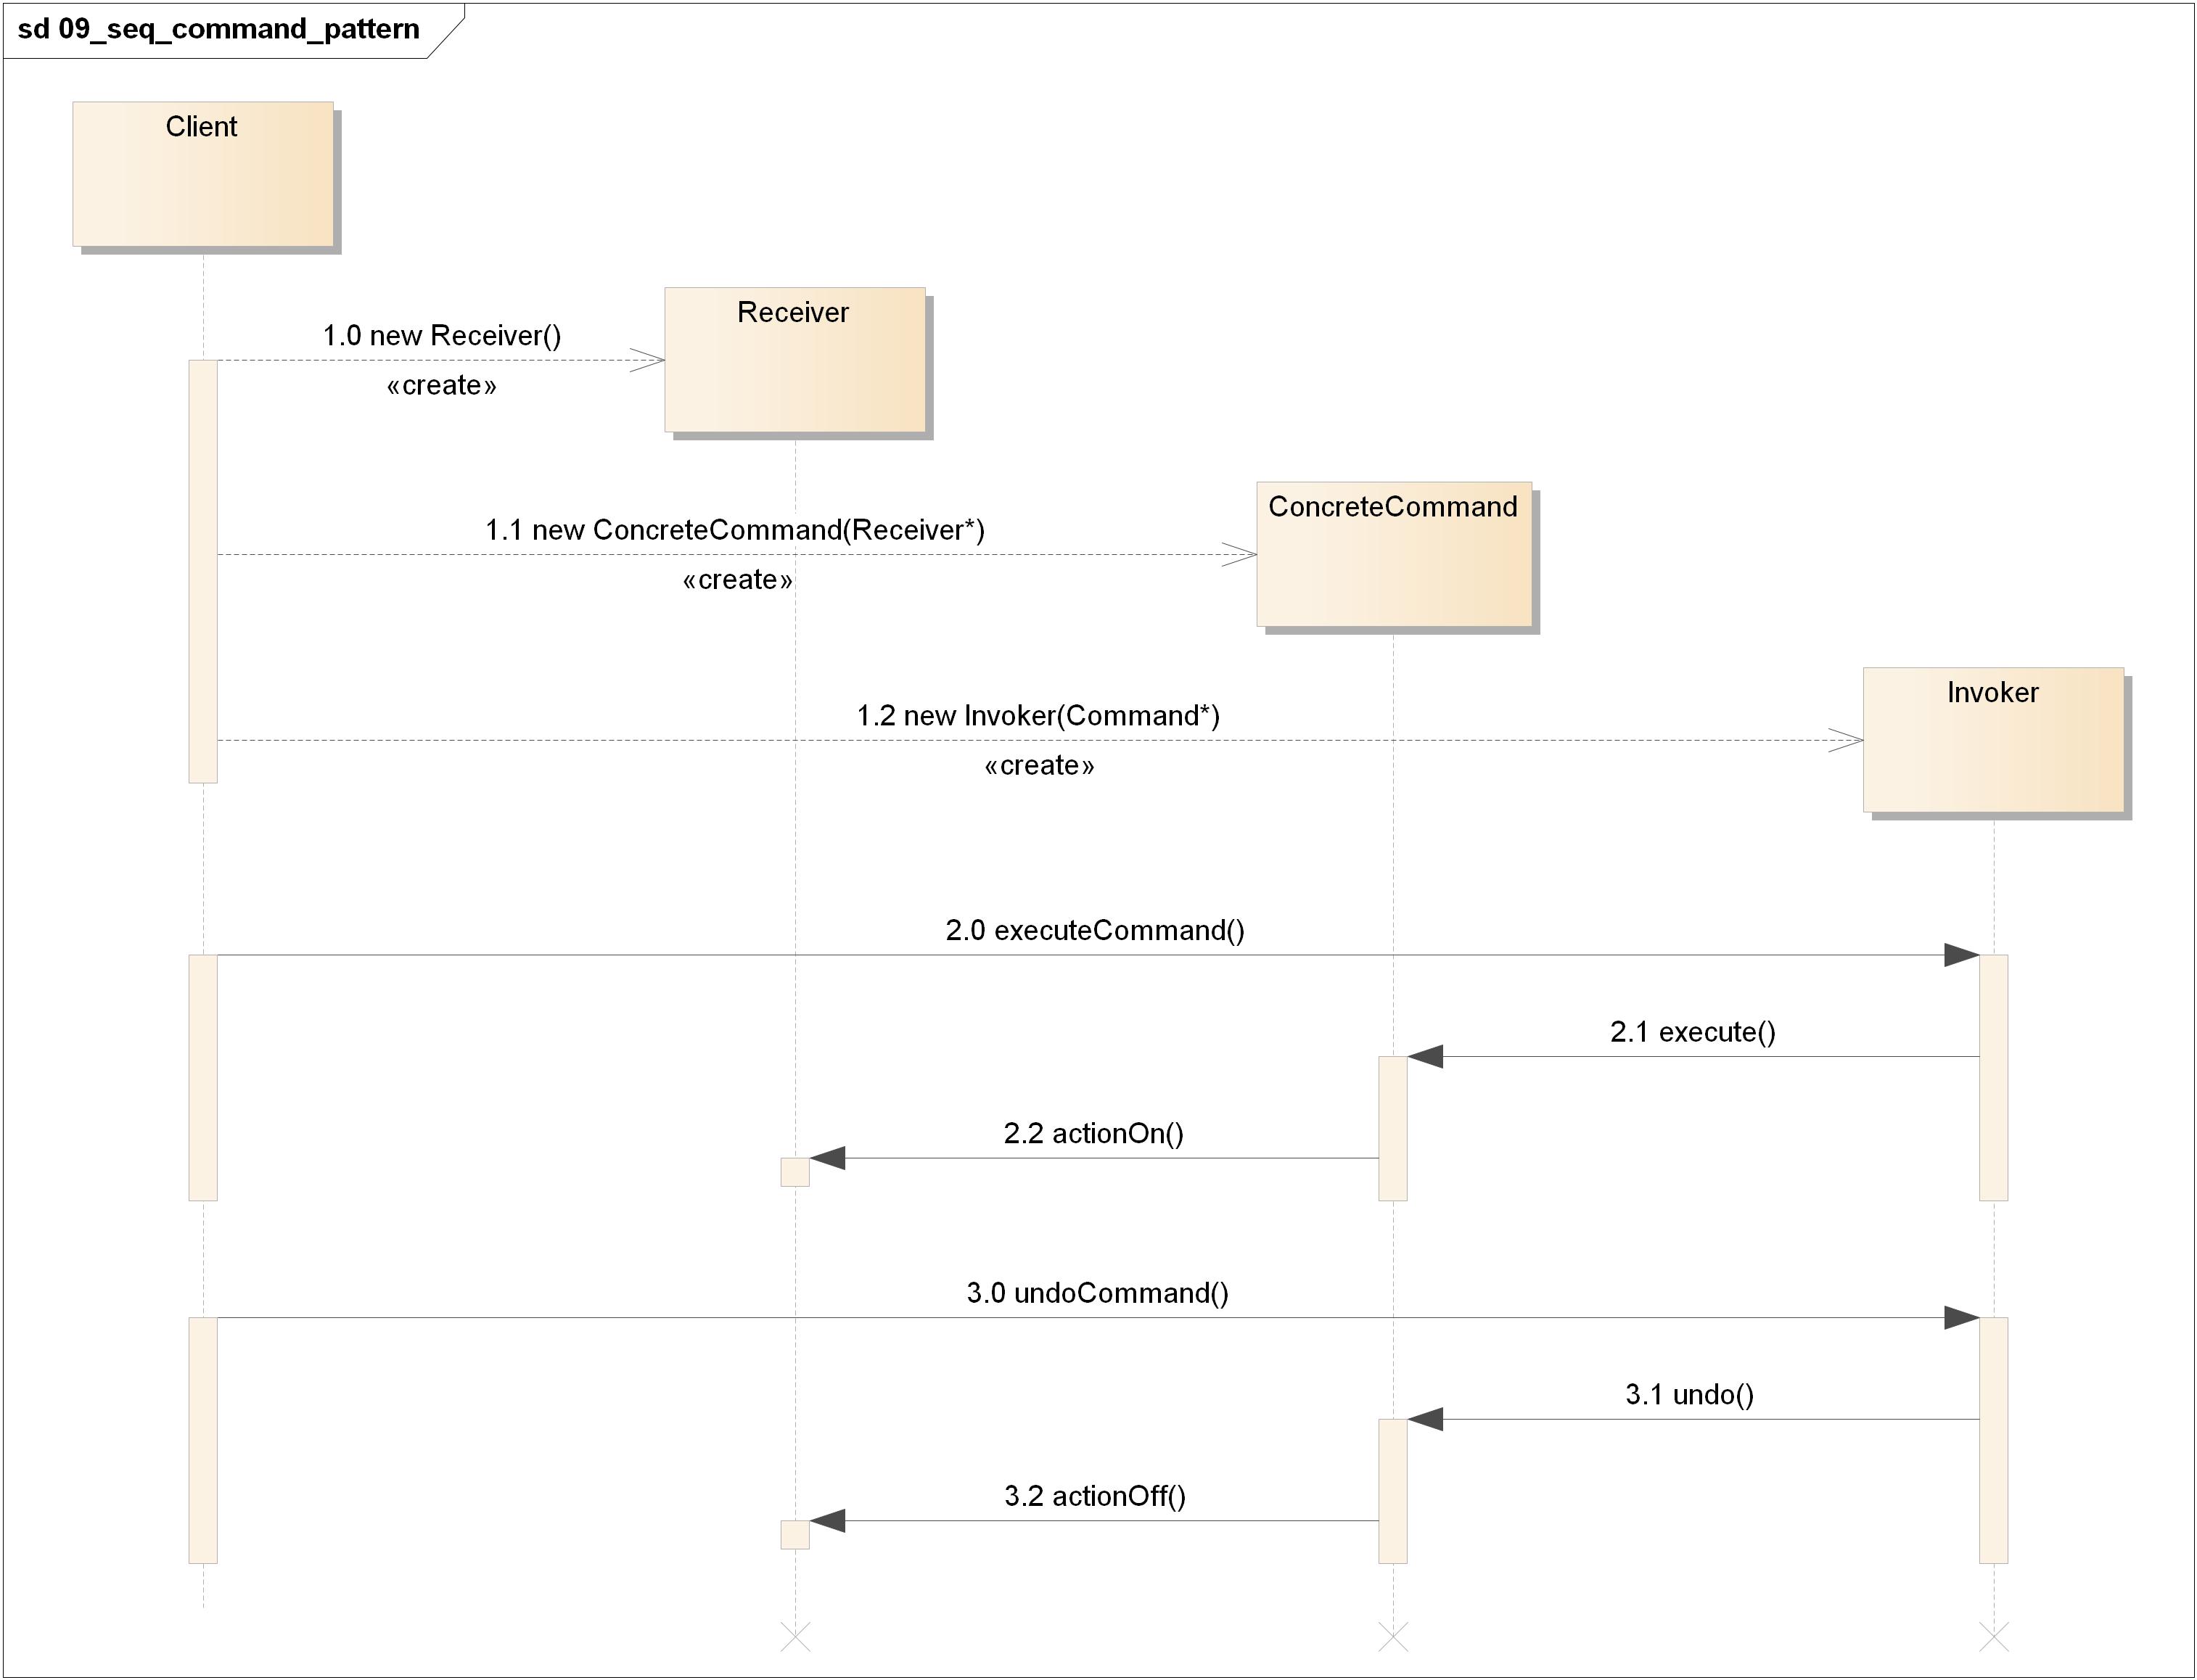 sd 09_seq_command_pattern
Client
Receiver
1.0 new Receiver()
«create»
ConcreteCommand
1.1 new ConcreteCommand(Receiver*)
«create»
Invoker
1.2 new Invoker(Command*)
«create»
2.0 executeCommand()
2.1 execute()
2.2 actionOn()
3.0 undoCommand()
3.1 undo()
3.2 actionOff()